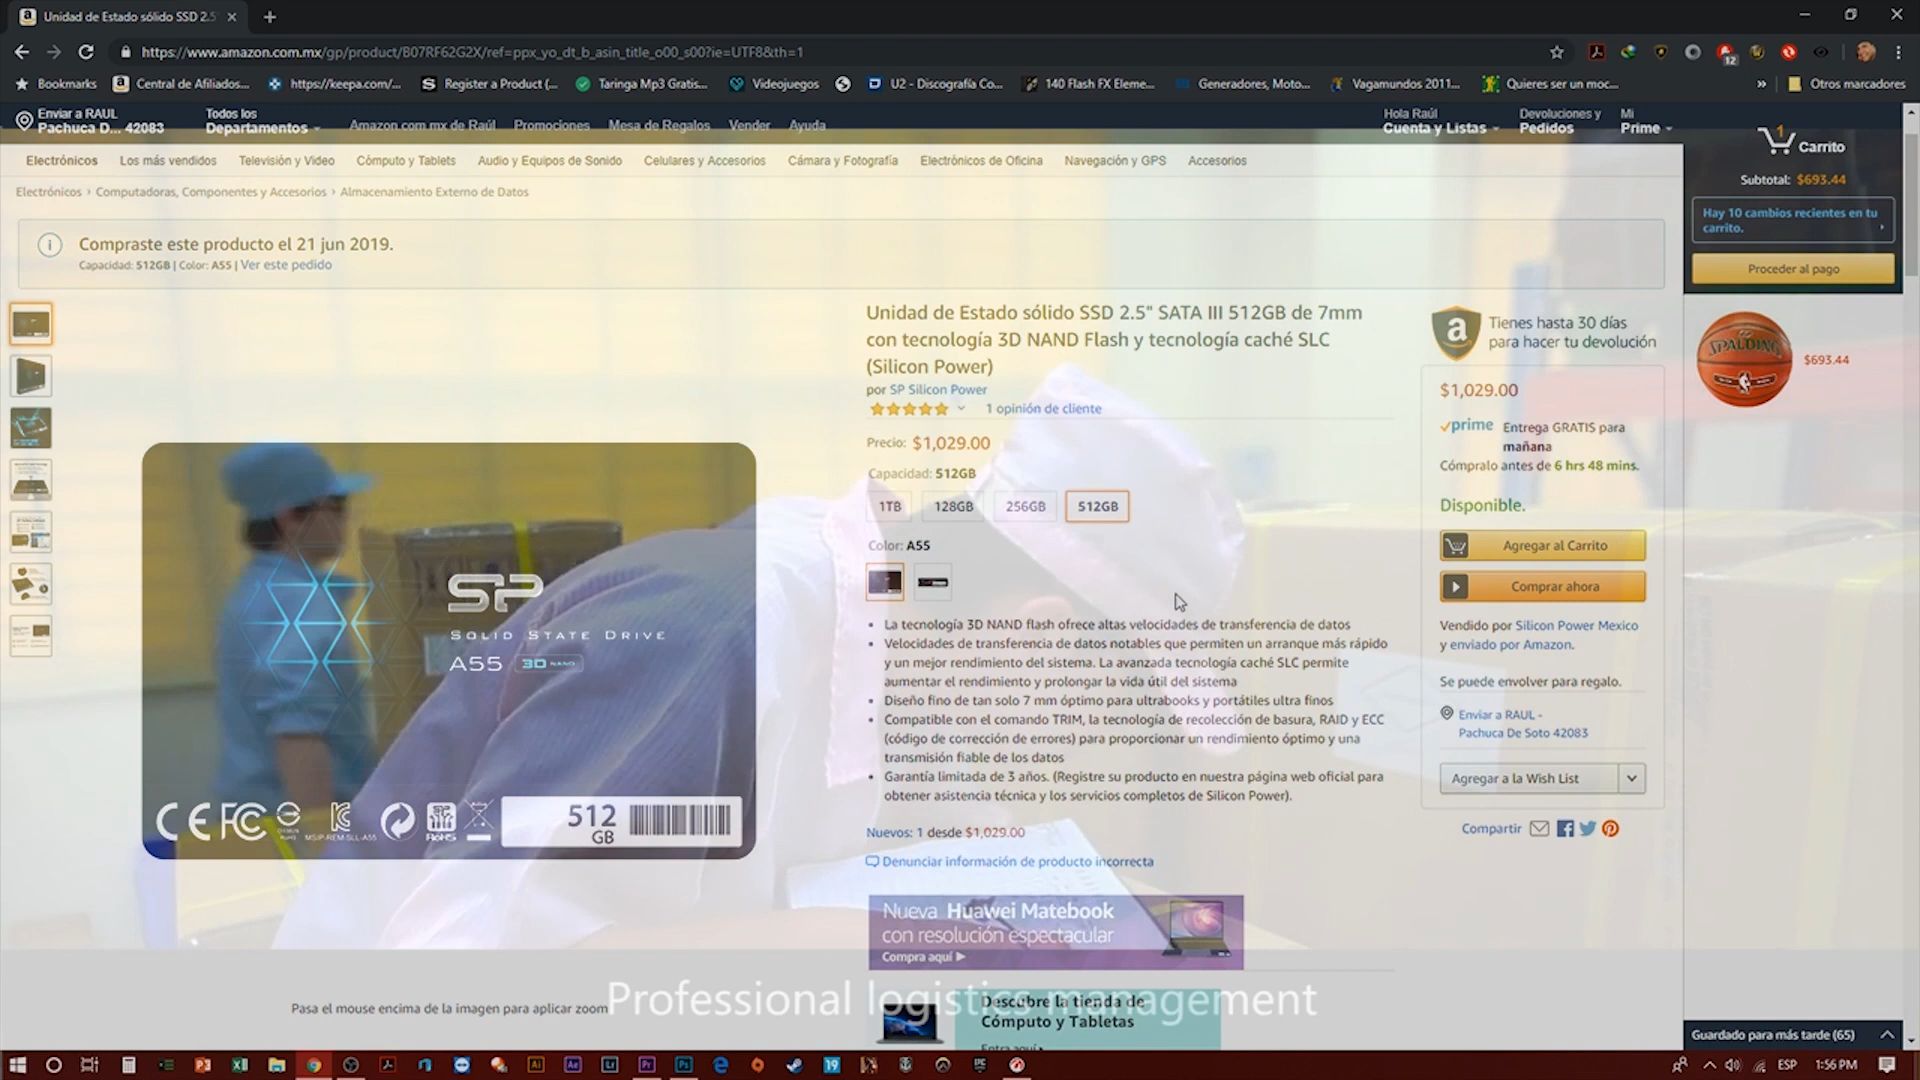 Unidad de Estado sólido SSD 2.5"
https://www.amazon.com.mx/gp/product/B07RF62G2X/ref=ppx_yo_dt_b_asin_title_o00_s00?ie=UTF8&th=1
12
Bookmarks
Central de Afiliados...
https://keepa.com/...
Register a Product (...
Taringa Mp3 Gratis...
Videojuegos
U2 - Discografía Co...
140 Flash FX Eleme...
Generadores, Moto...
Vagamundos 2011...
Quieres ser un moc...
Otros marcadores
Enviar a RAUL
Pachuca D... 42083
Todos los
Departamentos
Amazon.com.mx de Raúl
Promociones
Mesa de Regalos
Vender
Ayuda
Hola Raúl
Cuenta y Listas
Devoluciones y
Pedidos
Mi
Prime
1
Carrito
Electrónicos
Los más vendidos
Televisión y Video
Cómputo y Tablets
Audio y Equipos de Sonido
Celulares y Accesorios
Cámara y Fotografía
Electrónicos de Oficina
Navegación y GPS
Accesorios
Electrónicos › Computadoras, Componentes y Accesorios › Almacenamiento Externo de Datos
Subtotal: $693.44
Hay 10 cambios recientes en tu
carrito.
Proceder al pago
SPALDING
$693.44
Compraste este producto el 21 jun 2019.
Capacidad: 512GB | Color: A55 | Ver este pedido
Unidad de Estado sólido SSD 2.5" SATA III 512GB de 7mm
con tecnología 3D NAND Flash y tecnología caché SLC
(Silicon Power)
por SP Silicon Power
1 opinión de cliente
Precio: $1,029.00
Capacidad: 512GB
1TB
128GB
256GB
512GB
Color: A55
• La tecnología 3D NAND flash ofrece altas velocidades de transferencia de datos
• Velocidades de transferencia de datos notables que permiten un arranque más rápido
y un mejor rendimiento del sistema. La avanzada tecnología caché SLC permite
aumentar el rendimiento y prolongar la vida útil del sistema
• Diseño fino de tan solo 7 mm óptimo para ultrabooks y portátiles ultra finos
• Compatible con el comando TRIM, la tecnología de recolección de basura, RAID y ECC
(código de corrección de errores) para proporcionar un rendimiento óptimo y una
transmisión fiable de los datos
• Garantía limitada de 3 años. (Registre su producto en nuestra página web oficial para
obtener asistencia técnica y los servicios completos de Silicon Power).
Nuevos: 1 desde $1,029.00
Denunciar información de producto incorrecta
Nueva Huawei Matebook
con resolución espectacular
Compra aquí
Descubre la tienda de
Cómputo y Tablets
Entra aquí
a
Tienes hasta 30 días
para hacer tu devolución
$1,029.00
prime Entrega GRATIS para
mañana
Cómpralo antes de 6 hrs 48 mins.
Disponible.
Agregar al Carrito
Comprar ahora
Vendido por Silicon Power Mexico
y enviado por Amazon.
Se puede envolver para regalo.
Enviar a RAUL -
Pachuca De Soto 42083
Agregar a la Wish List
Compartir
SP
SOLID STATE DRIVE
A55 3D NAND
CE FC
MSIP-REM-SLL-A55
RoHS
512
GB
Pasa el mouse encima de la imagen para aplicar zoom
Professional logistics management
Guardado para más tarde (65)
19
ESP
1:56 PM